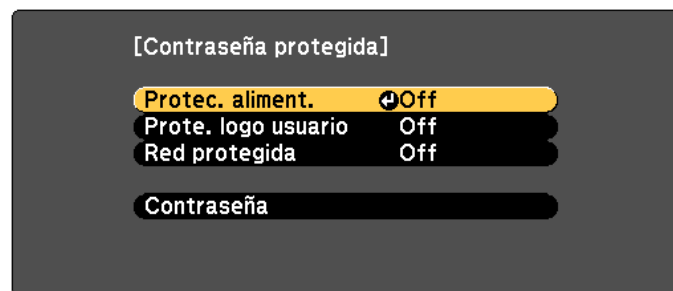 [Contraseña protegida]
Protec. aliment. Off
Prote. logo usuario Off
Red protegida Off
Contraseña